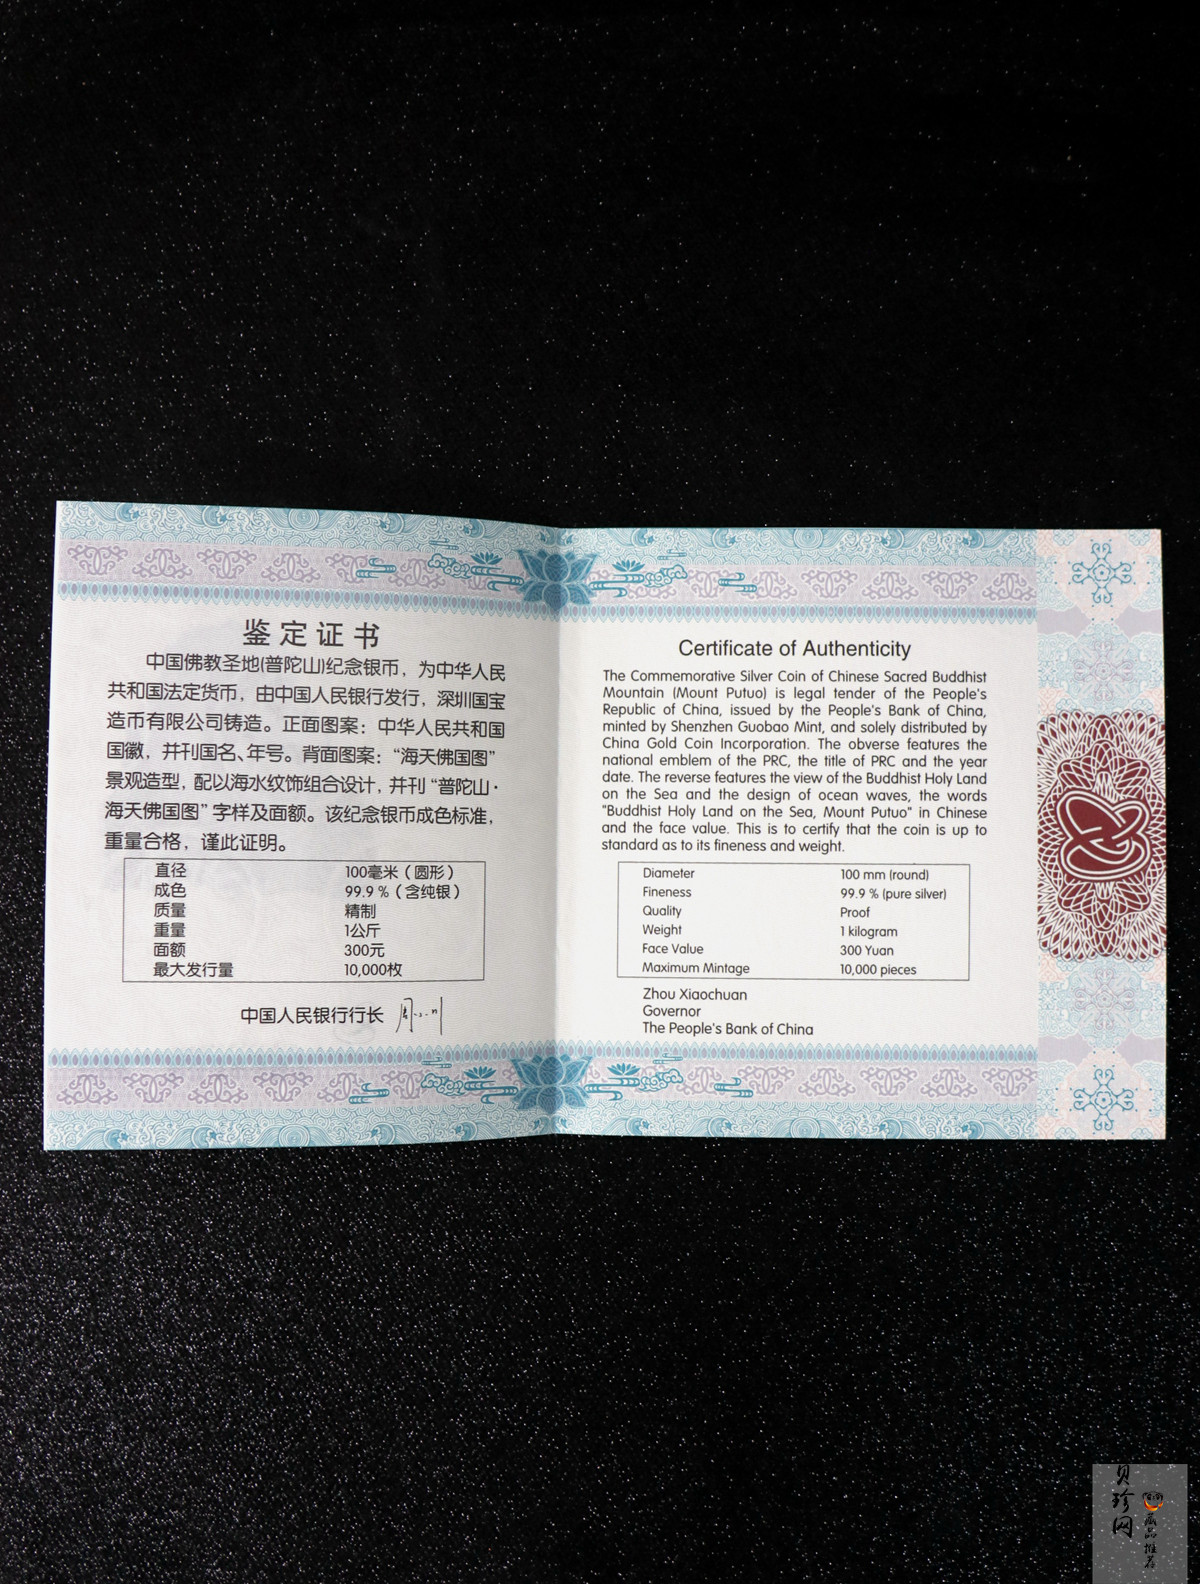 鉴定证书
中国佛教圣地(普陀山)纪念银币，为中华人民
共和国法定货币，由中国人民银行发行，深圳国宝
造币有限公司铸造。正面图案：中华人民共和国
国徽，并刊国名、年号。背面图案：“海天佛国图”
景观造型，配以海水纹饰组合设计，并刊“普陀山·
海天佛国图”字样及面额。该纪念银币成色标准，
重量合格，谨此证明。
直径 100毫米（圆形）
成色 99.9％（含纯银）
质量 精制
重量 1公斤
面额 300元
最大发行量 10,000枚
中国人民银行行长
Certificate of Authenticity
The Commemorative Silver Coin of Chinese Sacred Buddhist
Mountain (Mount Putuo) is legal tender of the People's
Republic of China, issued by the People's Bank of China,
minted by Shenzhen Guobao Mint, and solely distributed by
China Gold Coin Incorporation. The obverse features the
national emblem of the PRC, the title of PRC and the year
date. The reverse features the view of the Buddhist Holy Land
on the Sea and the design of ocean waves, the words
"Buddhist Holy Land on the Sea, Mount Putuo" in Chinese
and the face value. This is to certify that the coin is up to
standard as to its fineness and weight.
Diameter 100 mm (round)
Fineness 99.9 % (pure silver)
Quality Proof
Weight 1 kilogram
Face Value 300 Yuan
Maximum Mintage 10,000 pieces
Zhou Xiaochuan
Governor
The People's Bank of China
贝珍网
藏品推荐